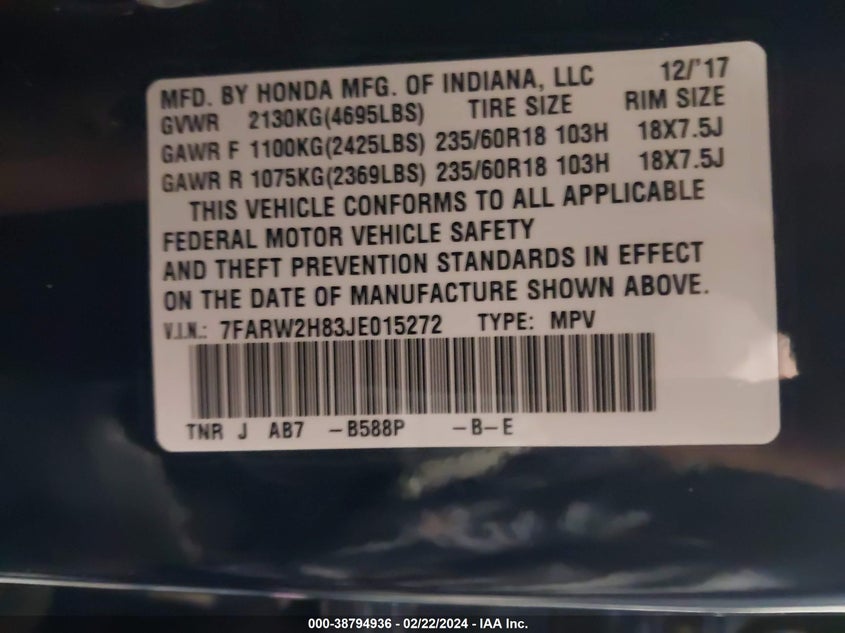 MFD. BY HONDA MFG. OF INDIANA, LLC 12/'17
GVWR 2130KG(4695LBS) TIRE SIZE RIM SIZE
GAWR F 1100KG(2425LBS) 235/60R18 103H 18X7.5J
GAWR R 1075KG(2369LBS) 235/60R18 103H 18X7.5J
THIS VEHICLE CONFORMS TO ALL APPLICABLE
FEDERAL MOTOR VEHICLE SAFETY
AND THEFT PREVENTION STANDARDS IN EFFECT
ON THE DATE OF MANUFACTURE SHOWN ABOVE.
V.I.N.: 7FARW2H83JE015272 TYPE: MPV
TNR J AB7 -B588P -B-E
000-38794936 - 02/22/2024 - IAA Inc.